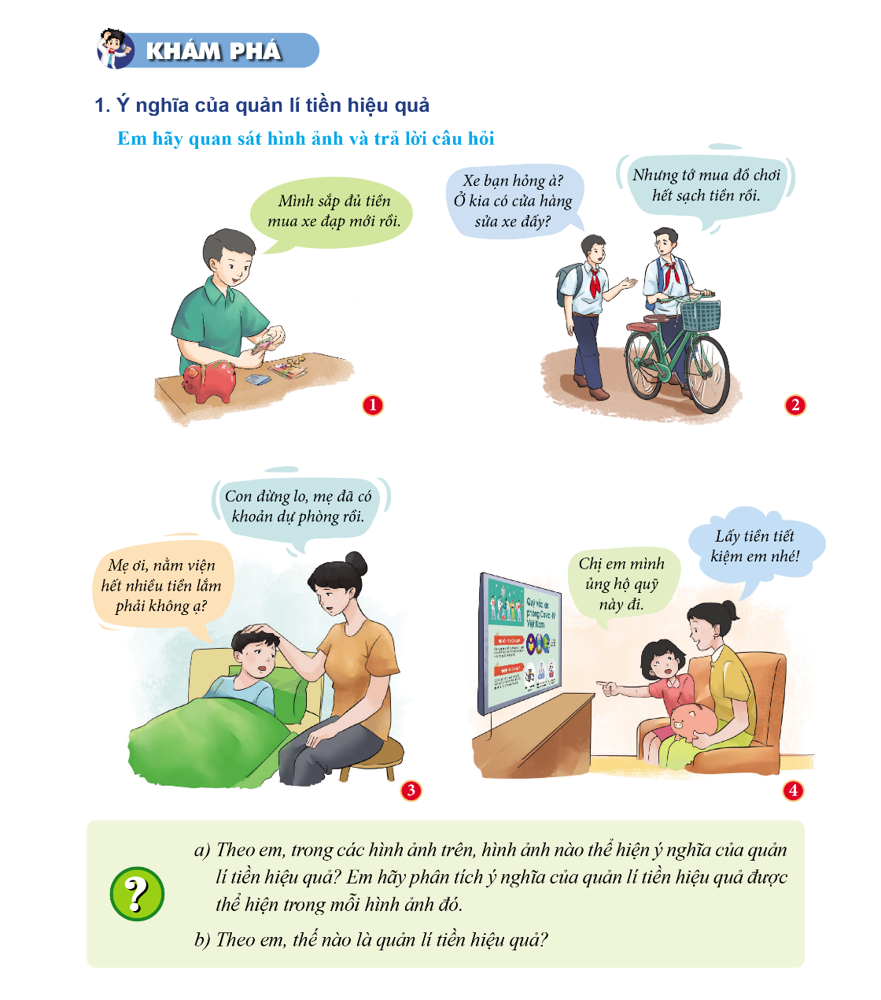 KHÁM PHÁ
1. Ý nghĩa của quản lí tiền hiệu quả
Em hãy quan sát hình ảnh và trả lời câu hỏi
Mình sắp đủ tiền
mua xe đạp mới rồi.
1
Xe bạn hỏng à?
Ở kia có cửa hàng
sửa xe đấy?
Nhưng tớ mua đồ chơi
hết sạch tiền rồi.
2
Con đừng lo, mẹ đã có
khoản dự phòng rồi.
Mẹ ơi, nằm viện
hết nhiều tiền lắm
phải không ạ?
3
Lấy tiền tiết
kiệm em nhé!
Chị em mình
ủng hộ quỹ
này đi.
Quỹ vắc xin
phòng Covid-19
Việt Nam
4
?
a) Theo em, trong các hình ảnh trên, hình ảnh nào thể hiện ý nghĩa của quản
lí tiền hiệu quả? Em hãy phân tích ý nghĩa của quản lí tiền hiệu quả được
thể hiện trong mỗi hình ảnh đó.
b) Theo em, thế nào là quản lí tiền hiệu quả?